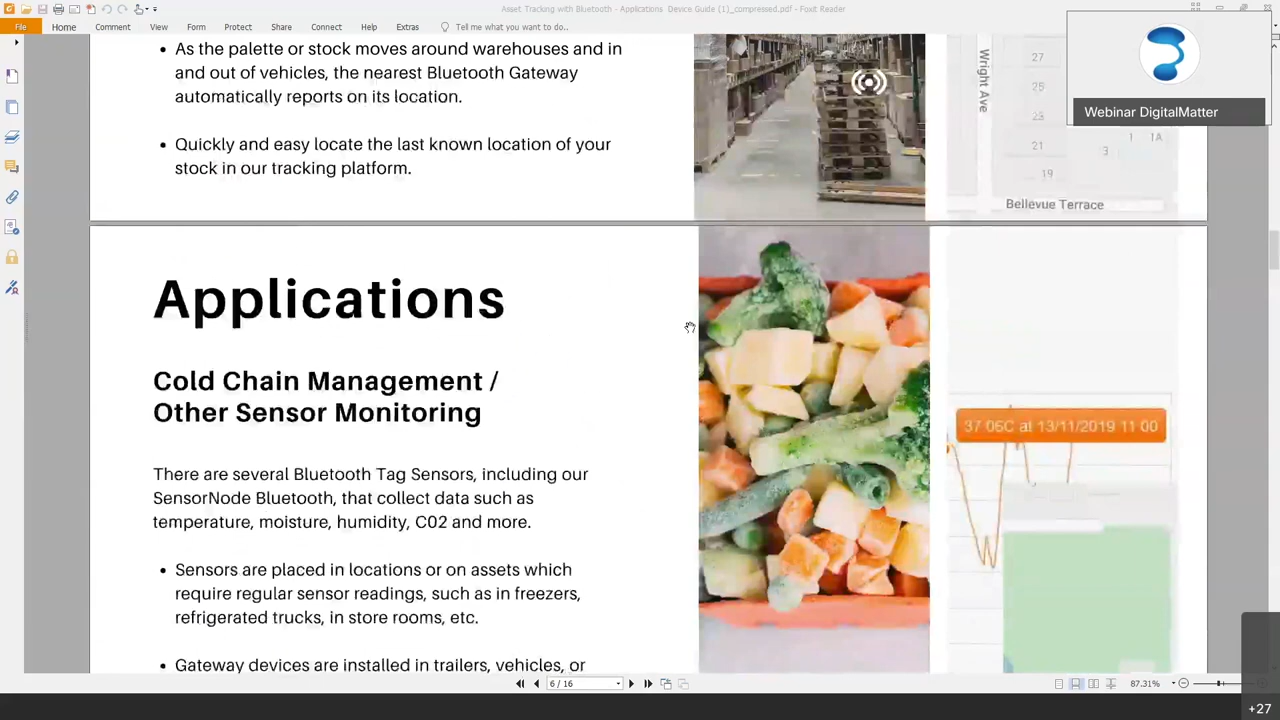 Asset Tracking with Bluetooth - Applications Device Guide (1)_compressed.pdf - Foxit Reader
File Home Comment View Form Protect Share Connect Help Extras Tell me what you want to do..
As the palette or stock moves around warehouses and in
and out of vehicles, the nearest Bluetooth Gateway
automatically reports on its location.
Quickly and easy locate the last known location of your
stock in our tracking platform.
Wright Ave
27
25
23
21
19
1 1A
3
Bellevue Terrace
Webinar DigitalMatter
Applications
Cold Chain Management /
Other Sensor Monitoring
There are several Bluetooth Tag Sensors, including our
SensorNode Bluetooth, that collect data such as
temperature, moisture, humidity, C02 and more.
Sensors are placed in locations or on assets which
require regular sensor readings, such as in freezers,
refrigerated trucks, in store rooms, etc.
Gateway devices are installed in trailers, vehicles, or
37 06C at 13/11/2019 11 00
6 / 16
87.31%
+27